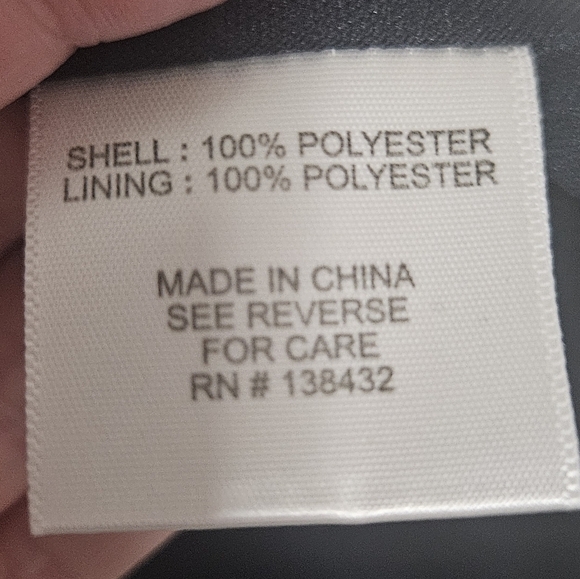 SHELL : 100% POLYESTER
LINING : 100% POLYESTER
MADE IN CHINA
SEE REVERSE
FOR CARE
RN # 138432